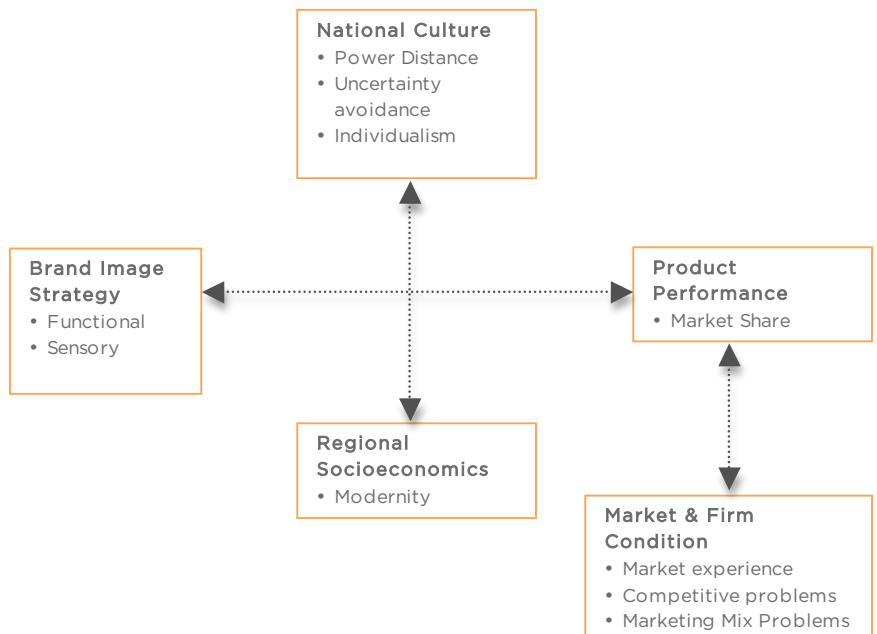 National Culture
• Power Distance
• Uncertainty
avoidance
• Individualism
Brand Image
Strategy
• Functional
• Sensory
Product
Performance
• Market Share
Regional
Socioeconomics
• Modernity
Market & Firm
Condition
• Market experience
• Competitive problems
• Marketing Mix Problems